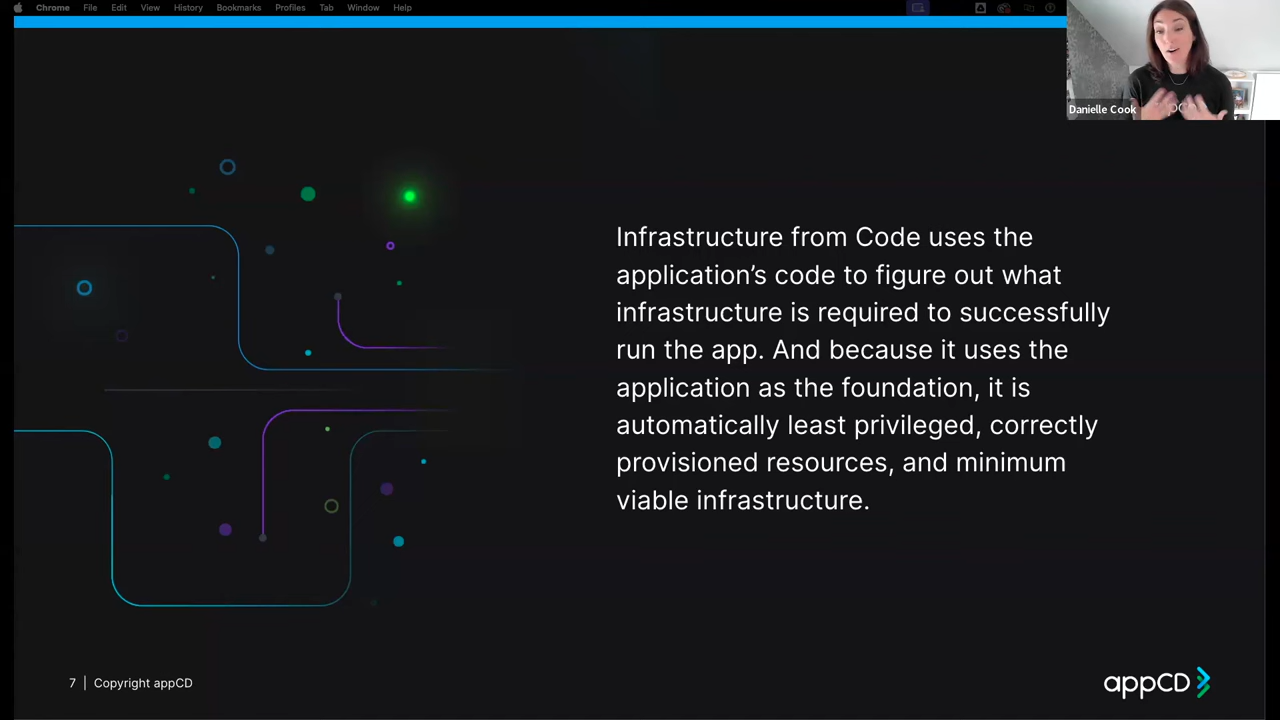 Chrome File Edit View History Bookmarks Profiles Tab Window Help
Danielle Cook
Infrastructure from Code uses the
application’s code to figure out what
infrastructure is required to successfully
run the app. And because it uses the
application as the foundation, it is
automatically least privileged, correctly
provisioned resources, and minimum
viable infrastructure.
7 | Copyright appCD
appCD